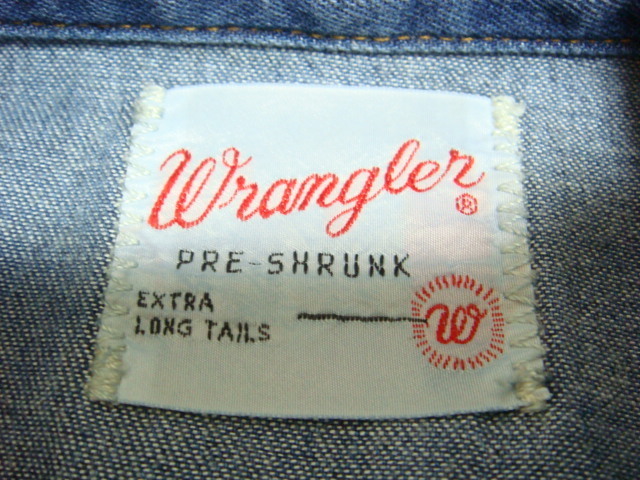 Wrangler ®
PRE-SHRUNK
EXTRA
LONG TAILS
W